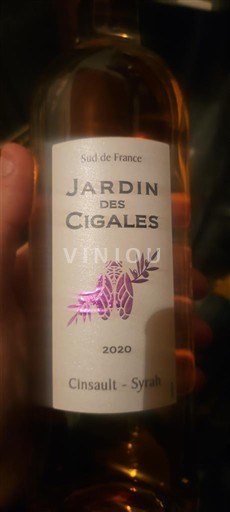 Sud de France
JARDIN
DES
CIGALES
VINIOU
2020
Cinsault - Syrah